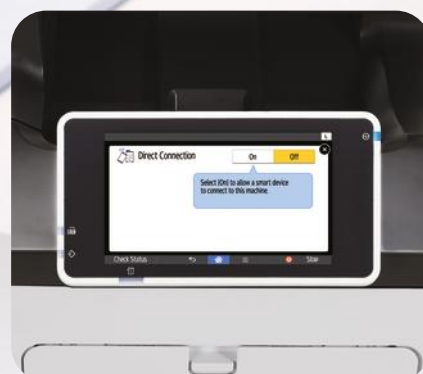 Direct Connection
On
Off
Select [On] to allow a smart device
to connect to this machine.
Check Status
Stop